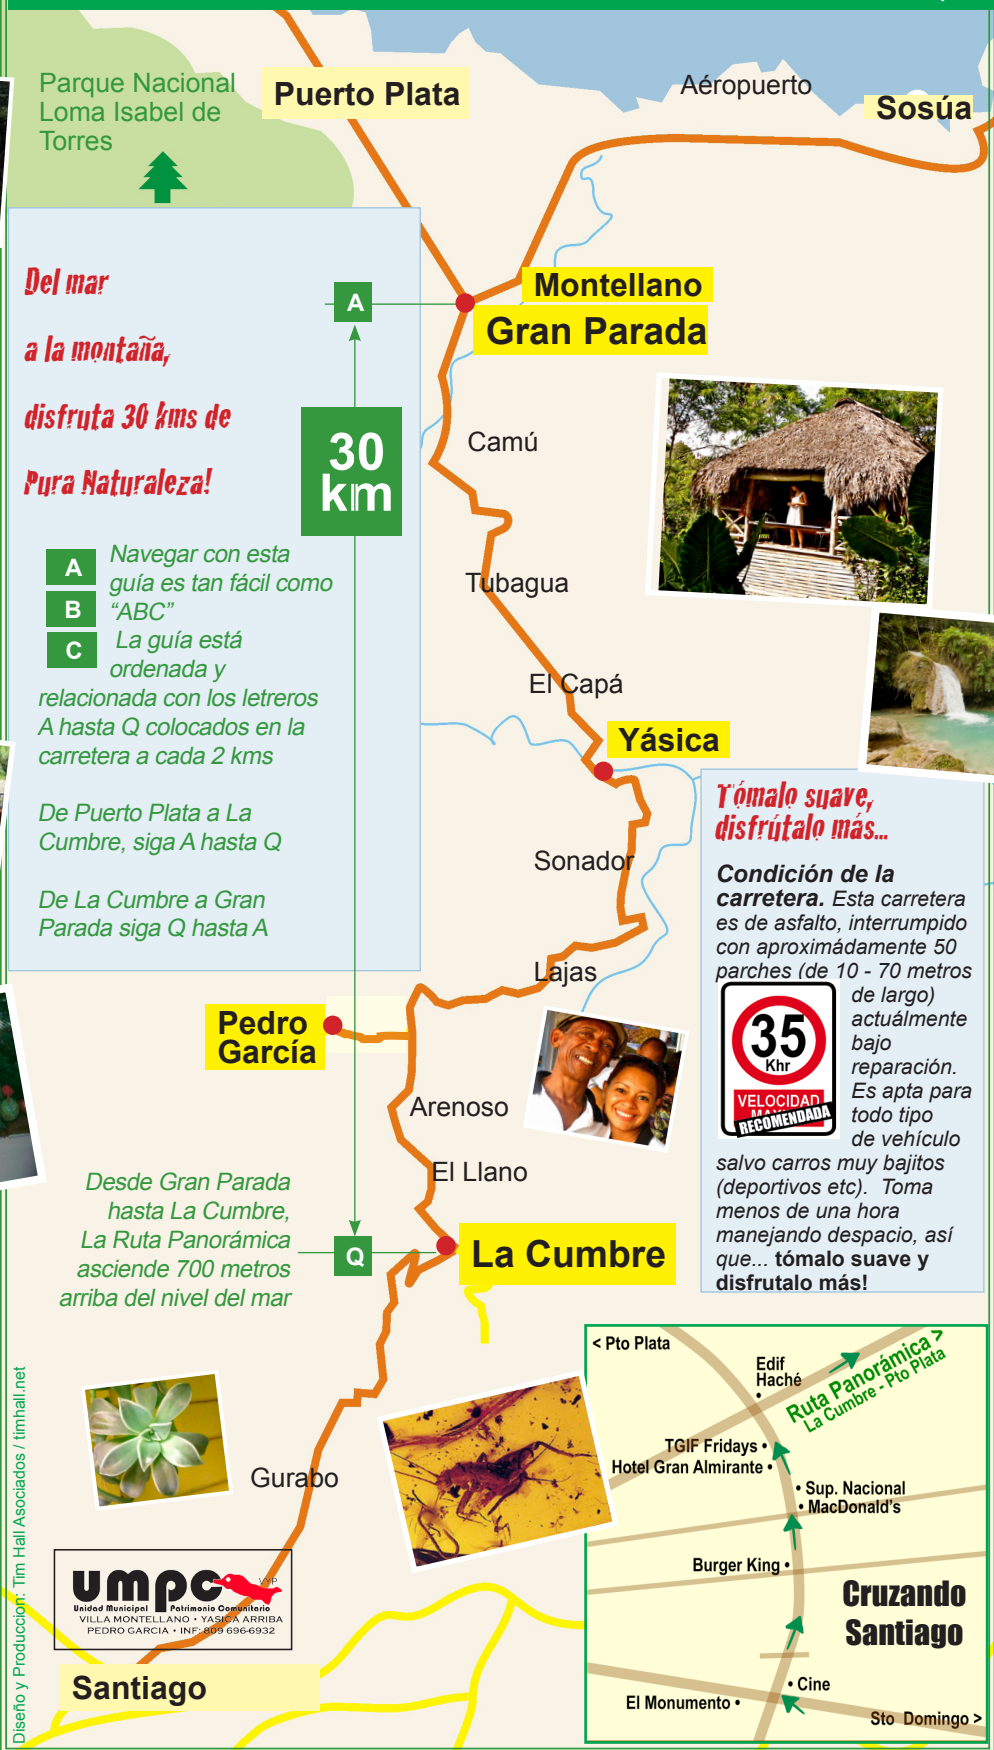 Parque Nacional
Loma Isabel de
Torres
Puerto Plata
Aéropuerto
Sosúa
Del mar
a la montaña,
disfruta 30 kms de
Pura Naturaleza!
A
30
km
Montellano
Gran Parada
Camú
Tubagua
El Capá
Yásica
Sonador
Lajas
Pedro
García
Arenoso
El Llano
La Cumbre
Q
Gurabo
Santiago
A
B
C
Navegar con esta
guía es tan fácil como
“ABC”
La guía está
ordenada y
relacionada con los letreros
A hasta Q colocados en la
carretera a cada 2 kms
De Puerto Plata a La
Cumbre, siga A hasta Q
De La Cumbre a Gran
Parada siga Q hasta A
Desde Gran Parada
hasta La Cumbre,
La Ruta Panorámica
asciende 700 metros
arriba del nivel del mar
Tómalo suave,
disfrútalo más...
Condición de la
carretera. Esta carretera
es de asfalto, interrumpido
con aproximádamente 50
parches (de 10 - 70 metros
de largo)
actuálmente
bajo
reparación.
Es apta para
todo tipo
de vehículo
salvo carros muy bajitos
(deportivos etc). Toma
menos de una hora
manejando despacio, así
que... tómalo suave y
disfrutalo más!
35
Khr
VELOCIDAD
RECOMENDADA
< Pto Plata
Edif
Haché
Ruta Panorámica >
La Cumbre - Pto Plata
TGIF Fridays •
Hotel Gran Almirante •
• Sup. Nacional
• MacDonald's
Burger King •
Cruzando
Santiago
• Cine
El Monumento •
Sto Domingo >
umpc
VYP
Unidad Municipal Patrimonio Comunitario
VILLA MONTELLANO • YASICA ARRIBA
PEDRO GARCIA • INF: 809 696-6932
Diseño y Produccion: Tim Hall Asociados / timhall.net